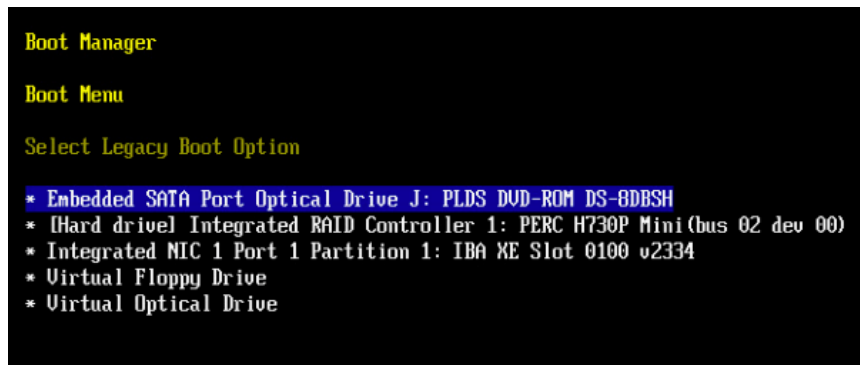 Boot Manager
Boot Menu
Select Legacy Boot Option
* Embedded SATA Port Optical Drive J: PLDS DVD-ROM DS-8DBSH
* [Hard drive] Integrated RAID Controller 1: PERC H730P Mini(bus 02 dev 00)
* Integrated NIC 1 Port 1 Partition 1: IBA XE Slot 0100 v2334
* Virtual Floppy Drive
* Virtual Optical Drive